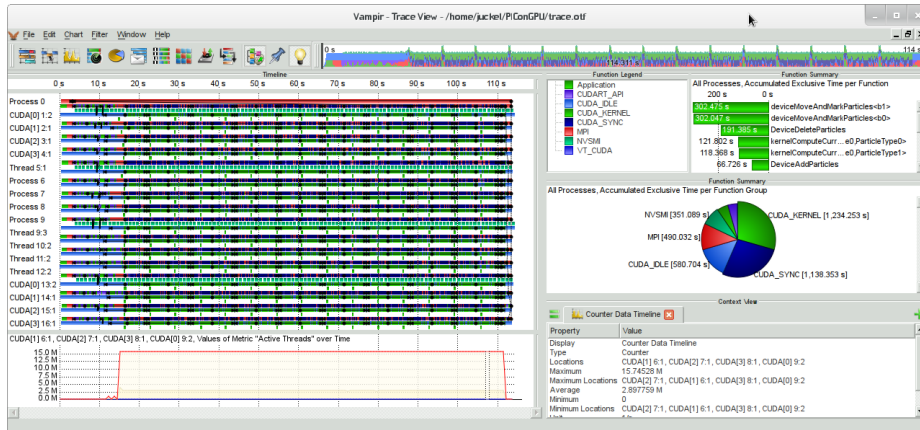 Vampir - Trace View - /home/juckel/PIConGPU/trace.otf
File Edit Chart Filter Window Help
0 s
114 s
114.311 s
Timeline
0 s 10 s 20 s 30 s 40 s 50 s 60 s 70 s 80 s 90 s 100 s 110 s
Process 0
CUDA[0] 1:2
CUDA[1] 2:1
CUDA[2] 3:1
CUDA[3] 4:1
Thread 5:1
Process 6
Process 7
Process 8
Process 9
Thread 9:3
Thread 10:2
Thread 11:2
Thread 12:2
CUDA[0] 13:2
CUDA[1] 14:1
CUDA[2] 15:1
CUDA[3] 16:1
CUDA[1] 6:1, CUDA[2] 7:1, CUDA[3] 8:1, CUDA[0] 9:2, Values of Metric "Active Threads" over Time
15.0 M
12.5 M
10.0 M
7.5 M
5.0 M
2.5 M
0.0 M
Function Legend
Application
CUDART_API
CUDA_IDLE
CUDA_KERNEL
CUDA_SYNC
MPI
NVSMI
VT_CUDA
Function Summary
All Processes, Accumulated Exclusive Time per Function
200 s 0 s
302.475 s deviceMoveAndMarkParticles<b1>
302.047 s deviceMoveAndMarkParticles<b0>
191.385 s DeviceDeleteParticles
121.802 s kernelComputeCurr... e0,ParticleType0>
118.368 s kernelComputeCurr... e0,ParticleType1>
66.726 s DeviceAddParticles
Function Summary
All Processes, Accumulated Exclusive Time per Function Group
NVSMI [351.089 s]
CUDA_KERNEL [1,234.253 s]
MPI [490.032 s]
CUDA_IDLE [580.704 s]
CUDA_SYNC [1,138.353 s]
Context View
Counter Data Timeline
Property Value
Display Counter Data Timeline
Type Counter
Locations CUDA[1] 6:1, CUDA[2] 7:1, CUDA[3] 8:1, CUDA[0] 9:2
Maximum 15.74528 M
Maximum Locations CUDA[2] 7:1, CUDA[1] 6:1, CUDA[3] 8:1, CUDA[0] 9:2
Average 2.897759 M
Minimum 0
Minimum Locations CUDA[2] 7:1, CUDA[1] 6:1, CUDA[3] 8:1, CUDA[0] 9:2